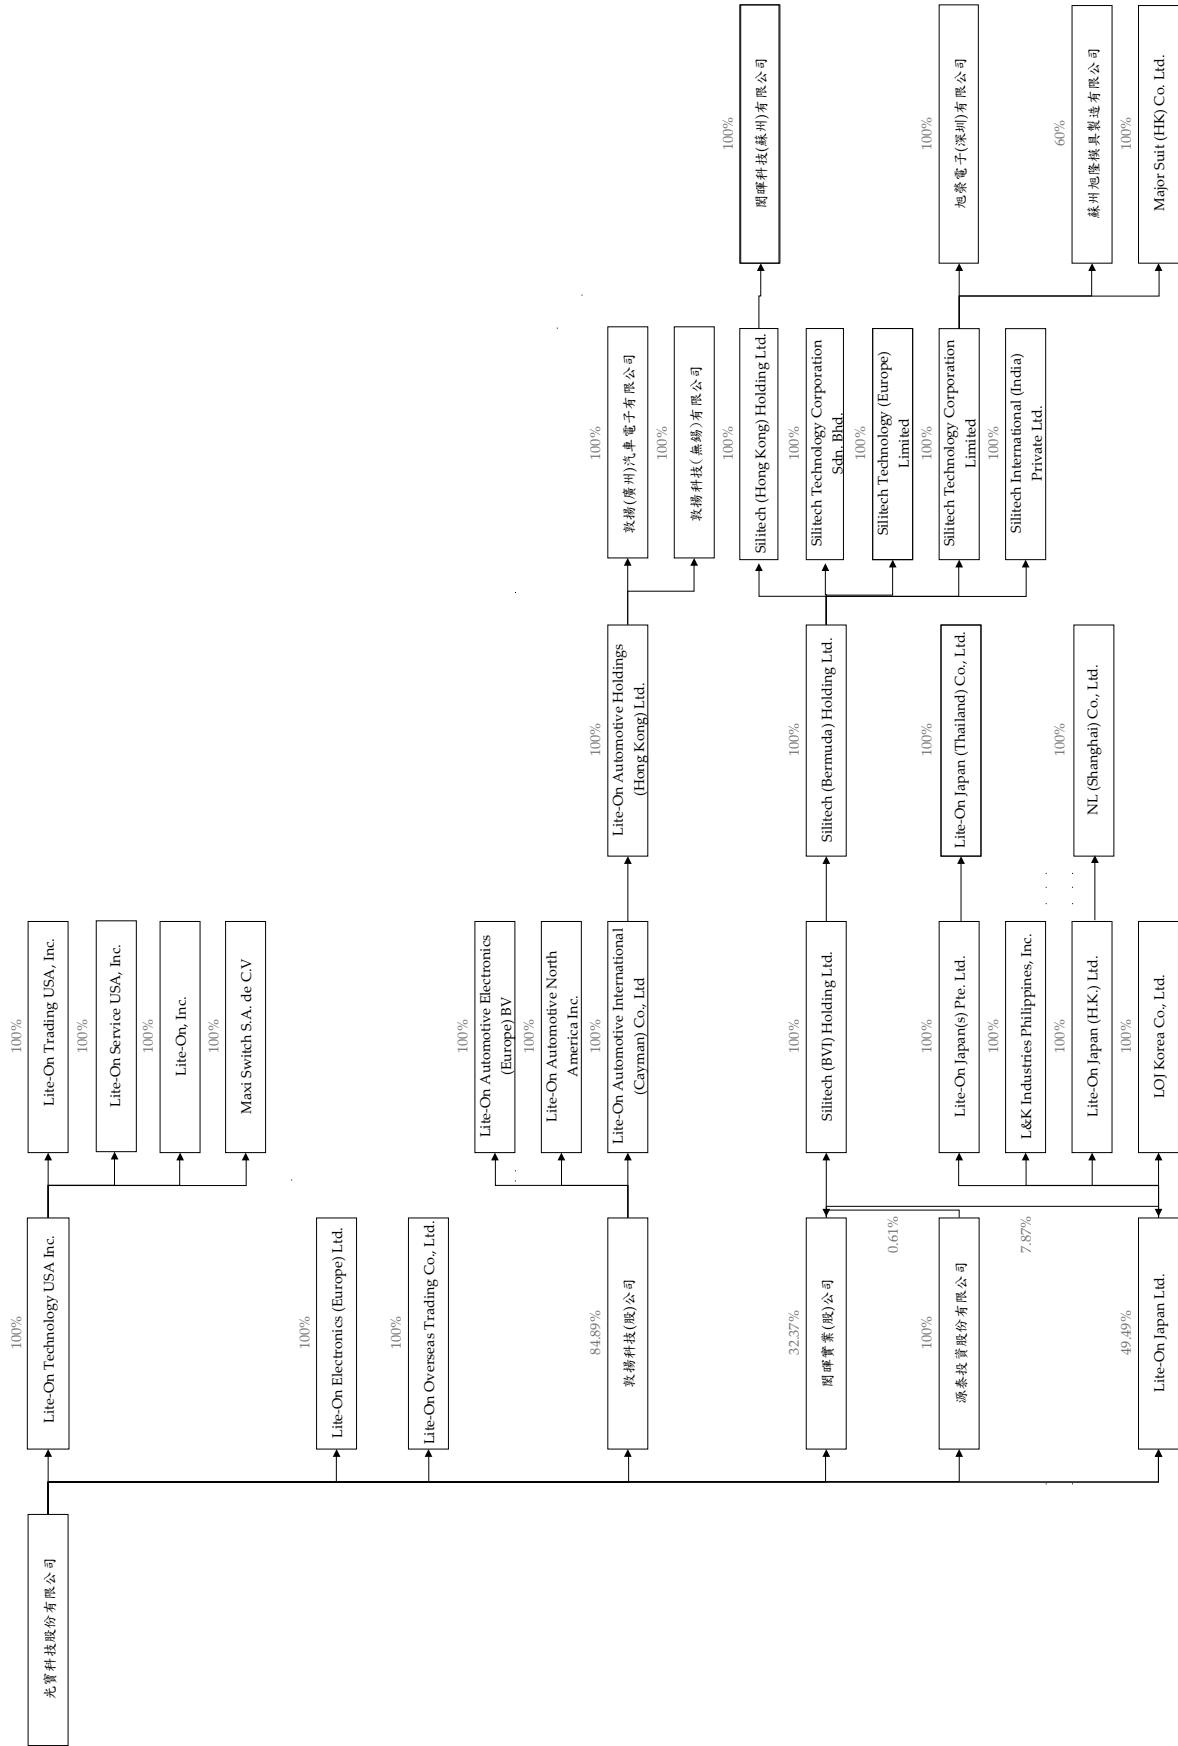 光寶科技股份有限公司
100%
Lite-On Technology USA Inc.
100%
Lite-On Electronics (Europe) Ltd.
100%
Lite-On Overseas Trading Co., Ltd.
84.89%
敦揚科技(股)公司
32.37%
閎暉實業(股)公司
100%
源泰投資股份有限公司
49.49%
Lite-On Japan Ltd.
0.61%
7.87%
100%
Lite-On Trading USA, Inc.
100%
Lite-On Service USA, Inc.
100%
Lite-On, Inc.
100%
Maxi Switch S.A. de C.V
100%
Lite-On Automotive Electronics
(Europe) BV
100%
Lite-On Automotive North
America Inc.
100%
Lite-On Automotive International
(Cayman) Co., Ltd
100%
Silitech (BVI) Holding Ltd.
100%
Lite-On Japan(s) Pte. Ltd.
100%
L&K Industries Philippines, Inc.
100%
Lite-On Japan (H.K.) Ltd.
100%
LOJ Korea Co., Ltd.
100%
Lite-On Automotive Holdings
(Hong Kong) Ltd.
100%
Silitech (Bermuda) Holding Ltd.
100%
Lite-On Japan (Thailand) Co., Ltd.
100%
NL (Shanghai) Co., Ltd.
100%
敦揚(廣州)汽車電子有限公司
100%
敦揚科技(無錫)有限公司
100%
Silitech (Hong Kong) Holding Ltd.
100%
Silitech Technology Corporation
Sdn. Bhd.
100%
Silitech Technology (Europe)
Limited
100%
Silitech Technology Corporation
Limited
100%
Silitech International (India)
Private Ltd.
100%
閎暉科技(蘇州)有限公司
100%
旭榮電子(深圳)有限公司
60%
蘇州旭隆模具製造有限公司
100%
Major Suit (HK) Co. Ltd.